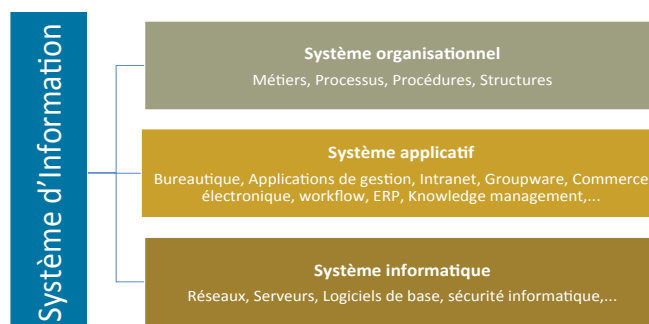 Système d'Information
Système organisationnel
Métiers, Processus, Procédures, Structures
Système applicatif
Bureautique, Applications de gestion, Intranet, Groupware, Commerce
électronique, workflow, ERP, Knowledge management,...
Système informatique
Réseaux, Serveurs, Logiciels de base, sécurité informatique,...